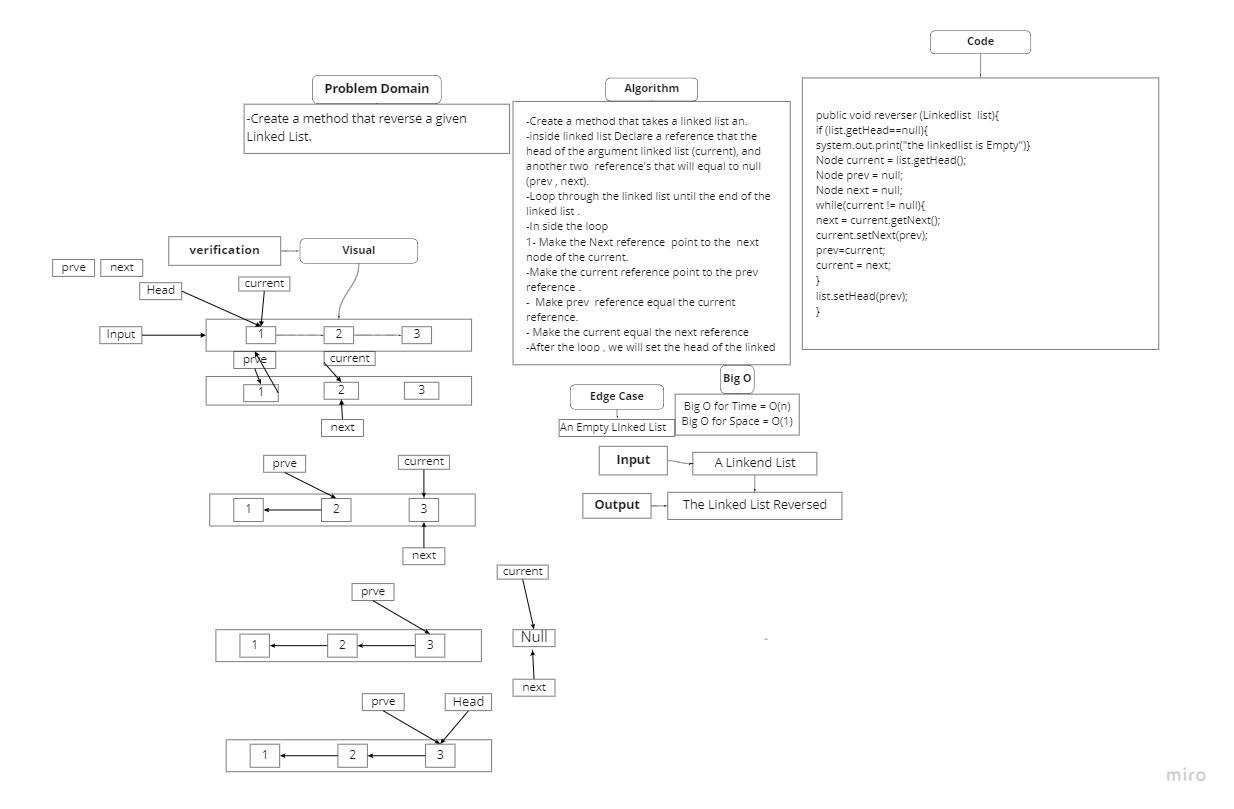 Code
public void reverser (Linkedlist list){
if (list.getHead==null){
system.out.print("the linkedlist is Empty")}
Node current = list.getHead();
Node prev = null;
Node next = null;
while(current != null){
next = current.getNext();
current.setNext(prev);
prev=current;
current = next;
}
list.setHead(prev);
}
Problem Domain
-Create a method that reverse a given
Linked List.
Algorithm
-Create a method that takes a linked list an.
-inside linked list Declare a reference that the
head of the argument linked list (current), and
another two reference's that will equal to null
(prev , next).
-Loop through the linked list until the end of the
linked list .
-In side the loop
1- Make the Next reference point to the next
node of the current.
-Make the current reference point to the prev
reference .
- Make prev reference equal the current
reference.
- Make the current equal the next reference
-After the loop , we will set the head of the linked
verification
Visual
prve
next
Head
current
Input
1
2
3
prve
current
1
2
3
next
prve
current
1
2
3
next
current
prve
1
2
3
Null
next
prve
Head
1
2
3
Big O
Big O for Time = O(n)
Big O for Space = O(1)
Edge Case
An Empty LInked List
Input
A Linkend List
Output
The Linked List Reversed
miro